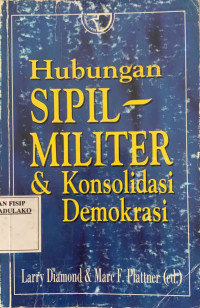 Hubungan
SIPIL–
MILITER
& Konsolidasi
Demokrasi
AN FISIP
ADULAKO
Larry Diamond & Marc F. Plattner (ed.)